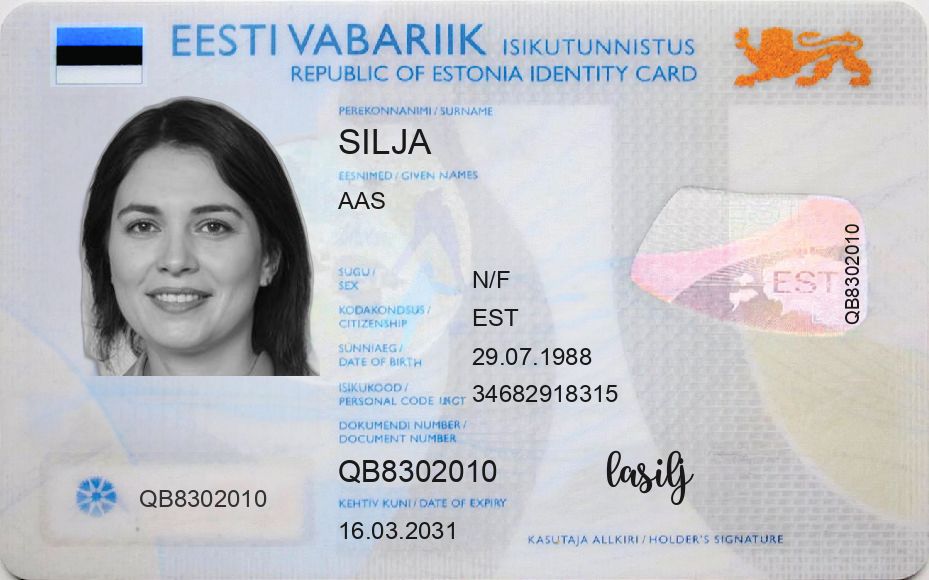 EESTI VABARIIK ISIKUTUNNISTUS
REPUBLIC OF ESTONIA IDENTITY CARD
PEREKONNANIMI / SURNAME
SILJA
EESNIMED / GIVEN NAMES
AAS
SUGU /
SEX
N/F
KODAKONDSUS /
CITIZENSHIP
EST
SÜNNIAEG /
DATE OF BIRTH
29.07.1988
ISIKUKOOD /
PERSONAL CODE
34682918315
DOKUMENDI NUMBER /
DOCUMENT NUMBER
QB8302010
KEHTIV KUNI / DATE OF EXPIRY
16.03.2031
QB8302010
EST
QB8302010
lasilj
KASUTAJA ALLKIRI / HOLDER'S SIGNATURE